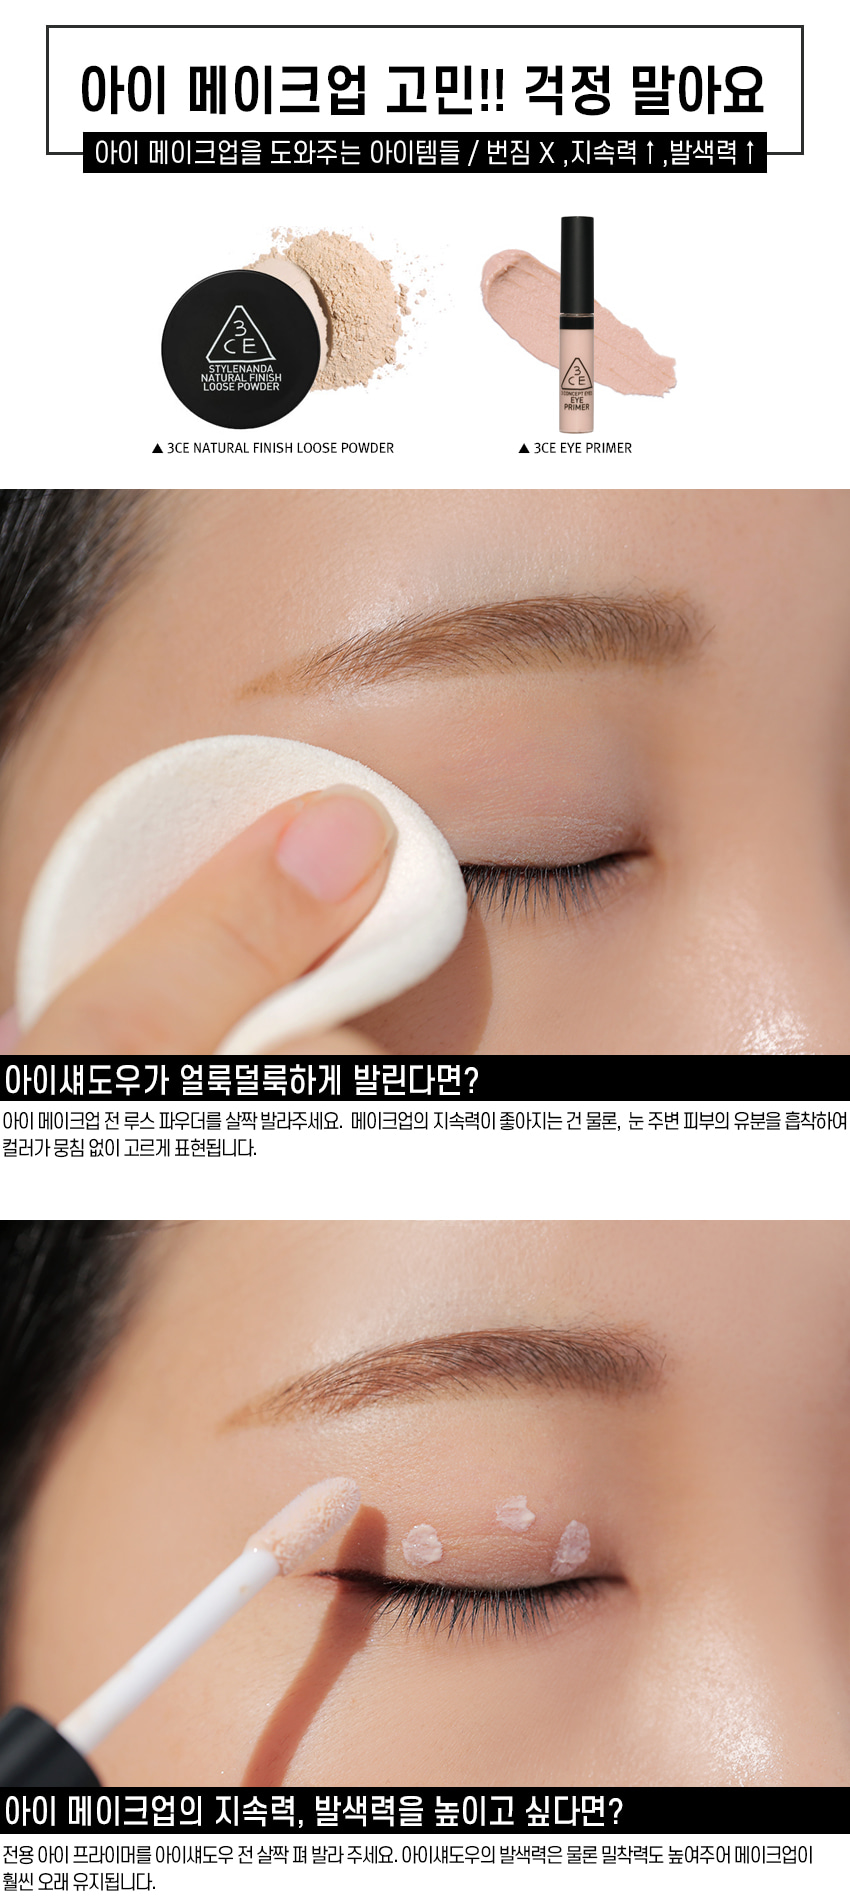 아이 메이크업 고민!! 걱정 말아요
아이 메이크업을 도와주는 아이템들 / 번짐 X ,지속력↑,발색력↑
3
CE
STYLENANDA
NATURAL FINISH
LOOSE POWDER
3
CE
3 CONCEPT EYES
EYE
PRIMER
▲ 3CE NATURAL FINISH LOOSE POWDER
▲ 3CE EYE PRIMER
아이섀도우가 얼룩덜룩하게 발린다면?
아이 메이크업 전 루스 파우더를 살짝 발라주세요. 메이크업의 지속력이 좋아지는 건 물론, 눈 주변 피부의 유분을 흡착하여
컬러가 뭉침 없이 고르게 표현됩니다.
아이 메이크업의 지속력, 발색력을 높이고 싶다면?
전용 아이 프라이머를 아이섀도우 전 살짝 펴 발라 주세요. 아이섀도우의 발색력은 물론 밀착력도 높여주어 메이크업이
훨씬 오래 유지됩니다.